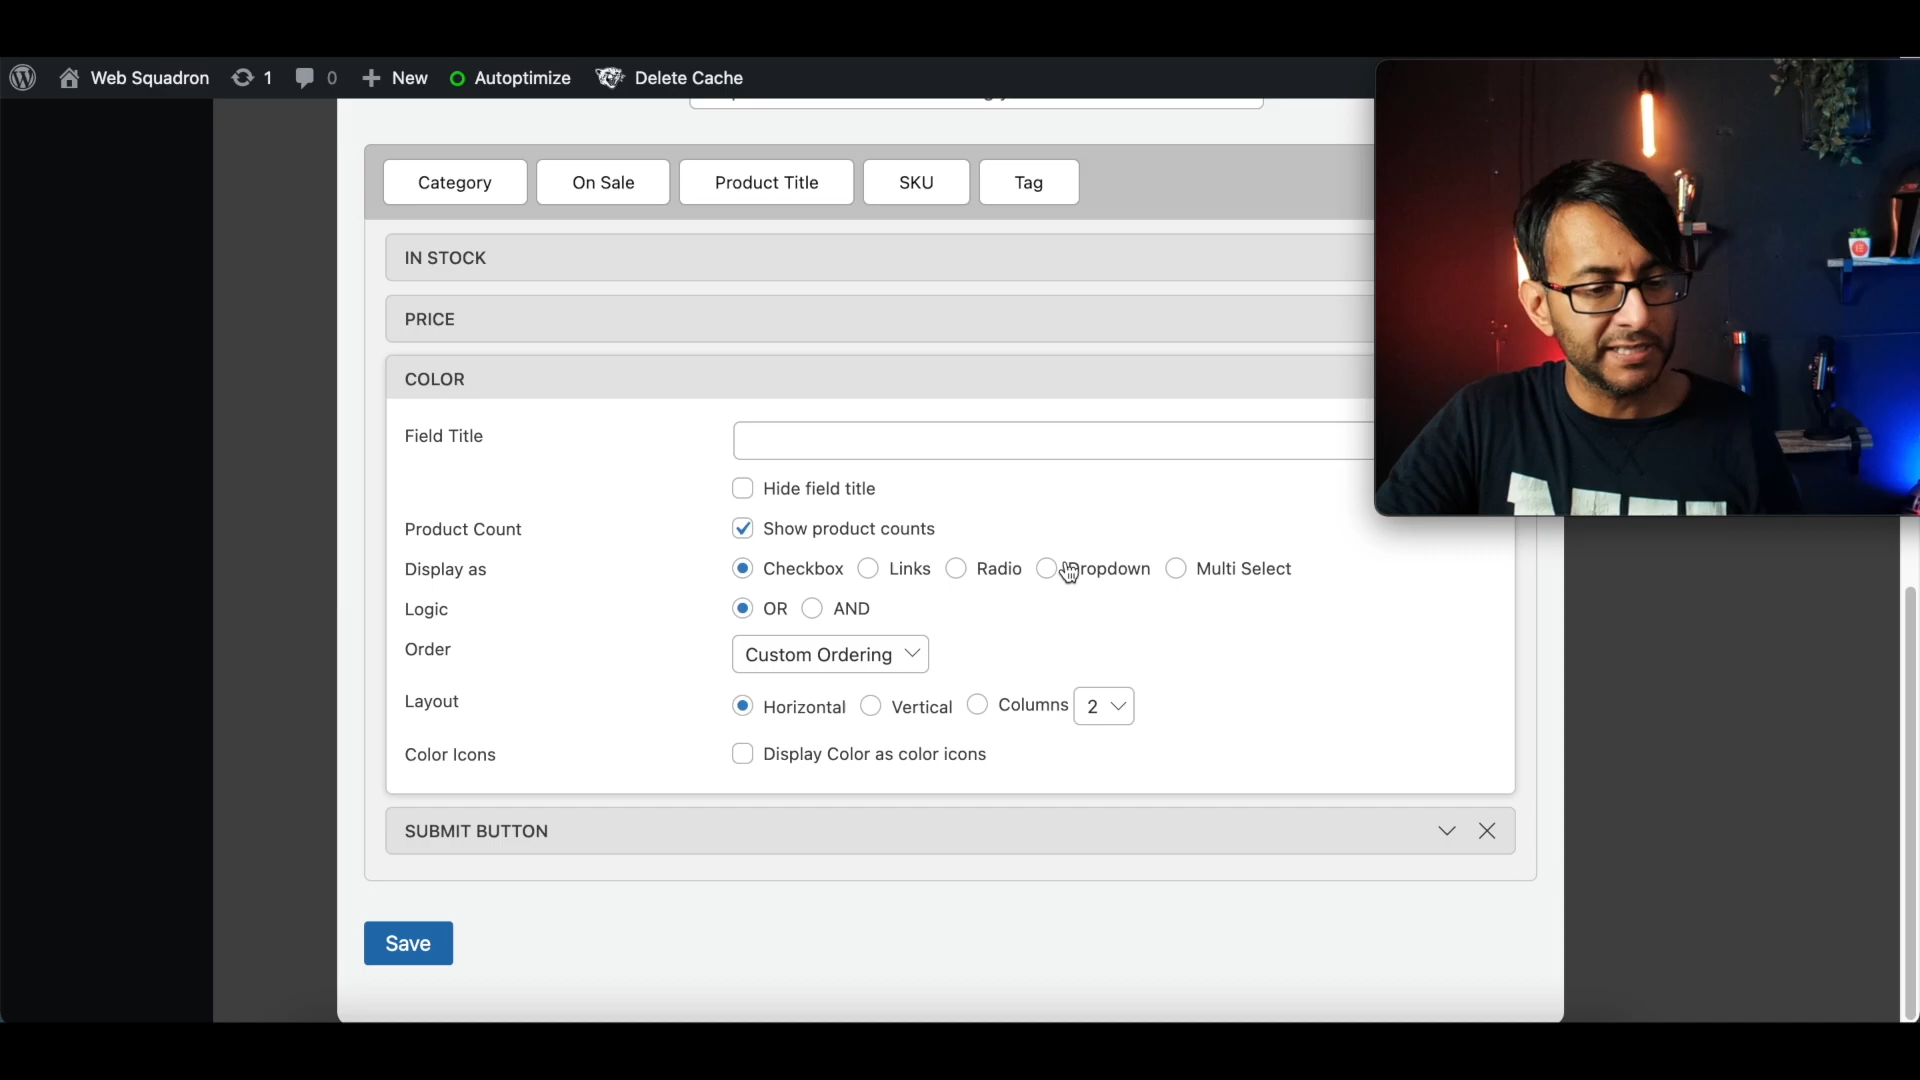 Web Squadron 1 0 New Autoptimize Delete Cache
Category On Sale Product Title SKU Tag
IN STOCK
PRICE
COLOR
Field Title
Hide field title
Product Count Show product counts
Display as Checkbox Links Radio Dropdown Multi Select
Logic OR AND
Order Custom Ordering
Layout Horizontal Vertical Columns 2
Color Icons Display Color as color icons
SUBMIT BUTTON
Save